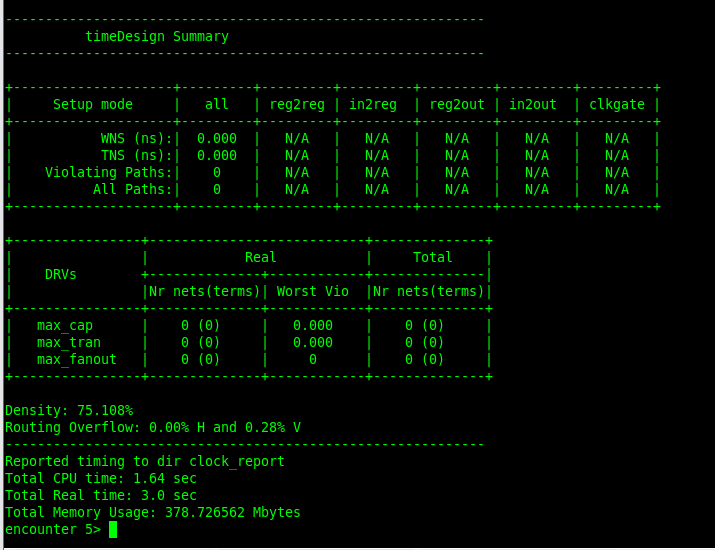 ------------------------------------------------------------
          timeDesign Summary
------------------------------------------------------------

+--------------------+---------+---------+---------+---------+---------+---------+
|     Setup mode     |   all   | reg2reg | in2reg  | reg2out | in2out  | clkgate |
+--------------------+---------+---------+---------+---------+---------+---------+
|           WNS (ns):|  0.000  |   N/A   |   N/A   |   N/A   |   N/A   |   N/A   |
|           TNS (ns):|  0.000  |   N/A   |   N/A   |   N/A   |   N/A   |   N/A   |
|    Violating Paths:|    0    |   N/A   |   N/A   |   N/A   |   N/A   |   N/A   |
|          All Paths:|    0    |   N/A   |   N/A   |   N/A   |   N/A   |   N/A   |
+--------------------+---------+---------+---------+---------+---------+---------+

+----------------+---------------------------+--------------+
|                |            Real           |     Total    |
|    DRVs        +--------------+------------+--------------|
|                |Nr nets(terms)| Worst Vio  |Nr nets(terms)|
+----------------+--------------+------------+--------------+
|   max_cap      |    0 (0)     |   0.000    |    0 (0)     |
|   max_tran     |    0 (0)     |   0.000    |    0 (0)     |
|   max_fanout   |    0 (0)     |     0      |    0 (0)     |
+----------------+--------------+------------+--------------+

Density: 75.108%
Routing Overflow: 0.00% H and 0.28% V
------------------------------------------------------------
Reported timing to dir clock_report
Total CPU time: 1.64 sec
Total Real time: 3.0 sec
Total Memory Usage: 378.726562 Mbytes
encounter 5>